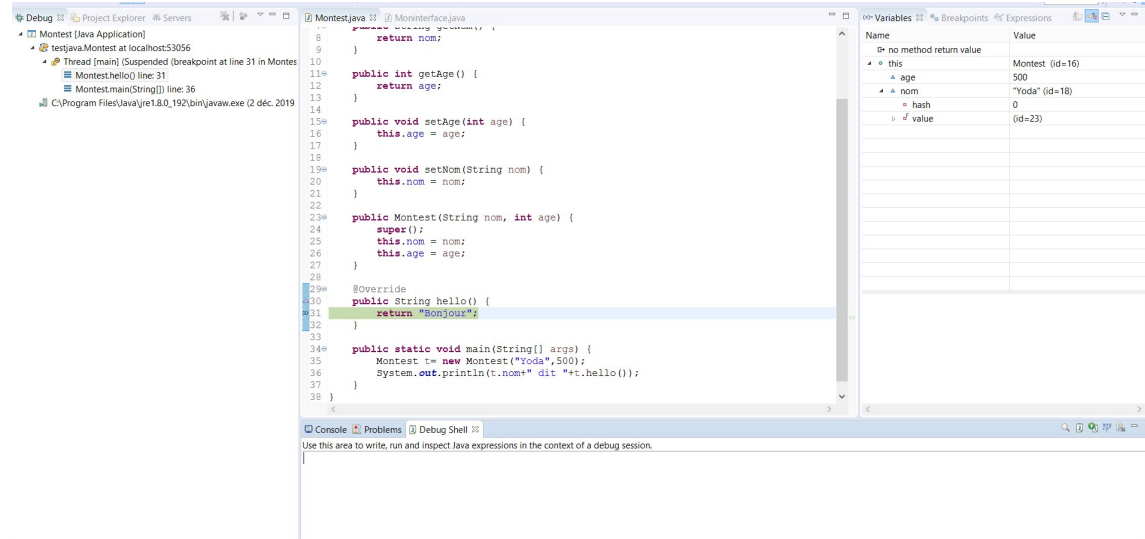 Debug Project Explorer Servers
Montest [Java Application]
testjava.Montest at localhost:53056
Thread [main] (Suspended (breakpoint at line 31 in Montes
Montest.hello() line: 31
Montest.main(String[]) line: 36
C:\Program Files\Java\jre1.8.0_192\bin\javaw.exe (2 déc. 2019
Montest.java Moninterface.java
8 return nom;
9 }
10
11 public int getAge() {
12 return age;
13 }
14
15 public void setAge(int age) {
16 this.age = age;
17 }
18
19 public void setNom(String nom) {
20 this.nom = nom;
21 }
22
23 public Montest(String nom, int age) {
24 super();
25 this.nom = nom;
26 this.age = age;
27 }
28
29 @Override
30 public String hello() {
31 return "Bonjour";
32 }
33
34 public static void main(String[] args) {
35 Montest t= new Montest("Yoda",500);
36 System.out.println(t.nom+" dit "+t.hello());
37 }
38 }
Variables Breakpoints Expressions
Name Value
no method return value
this Montest (id=16)
age 500
nom "Yoda" (id=18)
hash 0
value (id=23)
Console Problems Debug Shell
Use this area to write, run and inspect Java expressions in the context of a debug session.